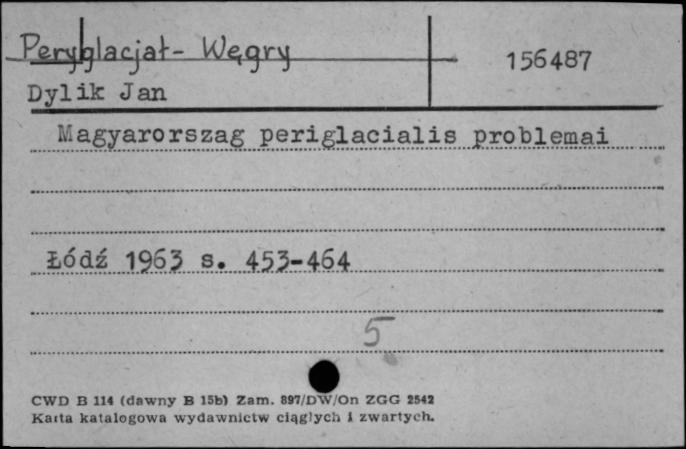 Peryglacjał - Węgry
156487
Dylik Jan
Magyarorszag periglacialis problemai
Łódź 1963 s. 453-464
5
CWD B 114 (dawny B 15b) Zam. 897/DW/On ZGG 2542
Karta katalogowa wydawnictw ciągłych i zwartych.